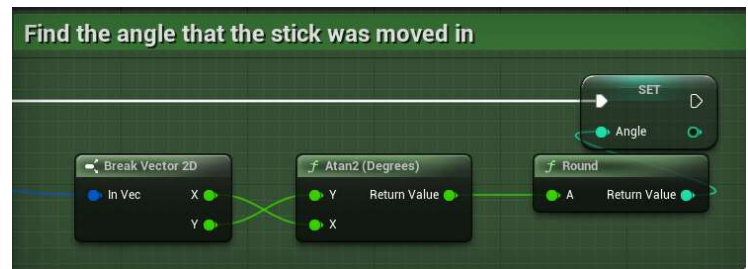 Find the angle that the stick was moved in
SET
Angle
Break Vector 2D
In Vec X
Y
f Atan2 (Degrees)
Y Return Value
X
f Round
A Return Value